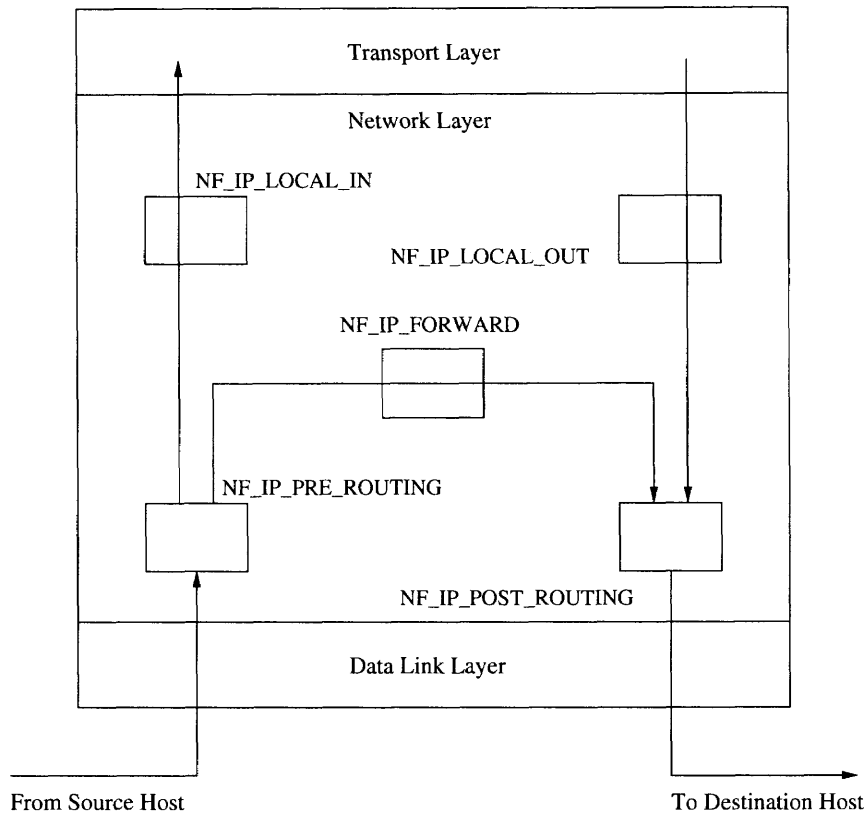 Transport Layer
Network Layer
NF_IP_LOCAL_IN
NF_IP_LOCAL_OUT
NF_IP_FORWARD
NF_IP_PRE_ROUTING
NF_IP_POST_ROUTING
Data Link Layer
From Source Host
To Destination Host